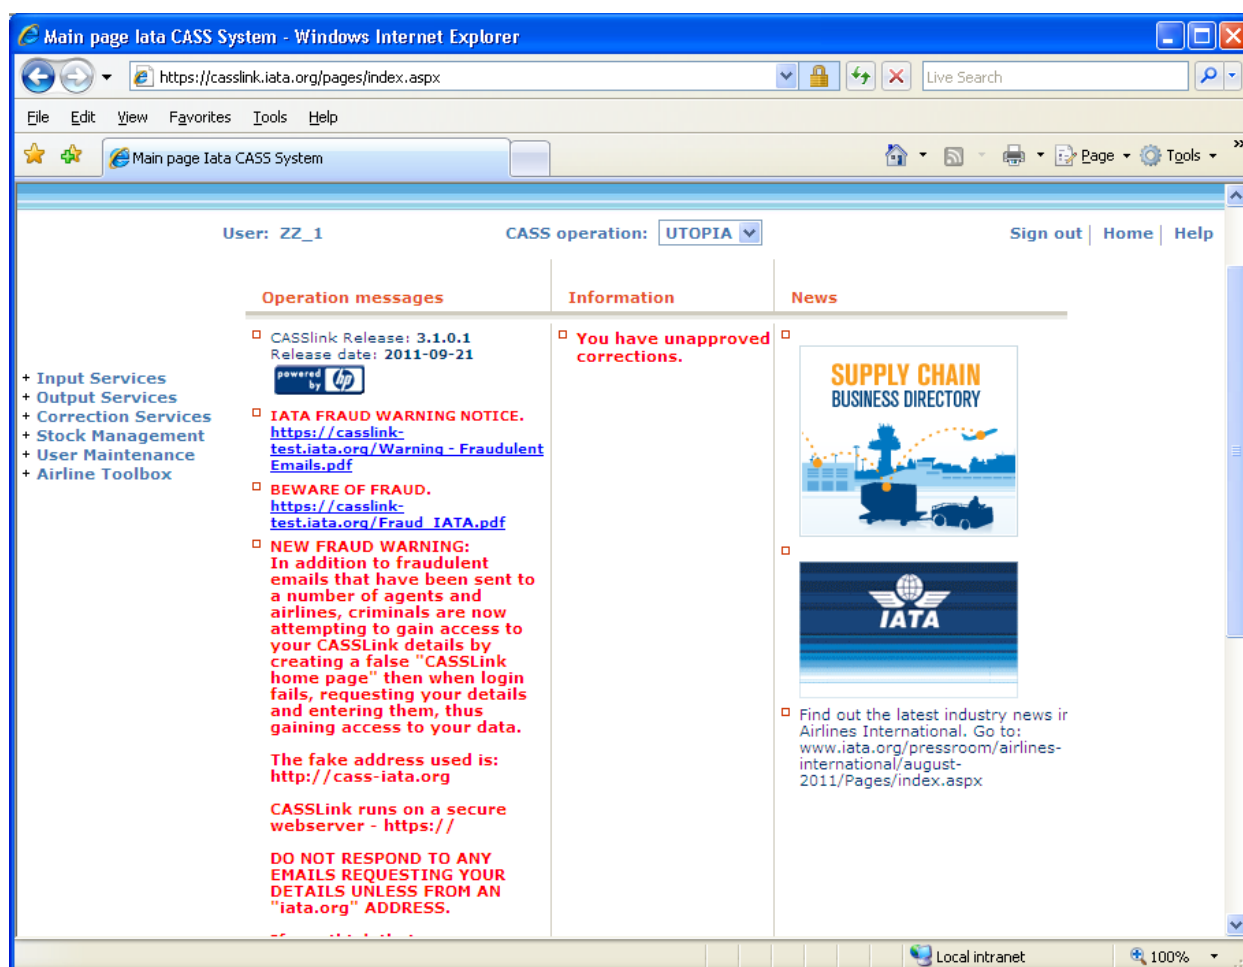 Main page Iata CASS System - Windows Internet Explorer
https://casslink.iata.org/pages/index.aspx
Live Search
File Edit View Favorites Tools Help
Main page Iata CASS System
Page Tools »
User: ZZ_1 CASS operation: UTOPIA Sign out | Home | Help
+ Input Services
+ Output Services
+ Correction Services
+ Stock Management
+ User Maintenance
+ Airline Toolbox
Operation messages
CASSlink Release: 3.1.0.1
Release date: 2011-09-21
powered
by hp
IATA FRAUD WARNING NOTICE.
https://casslink-
test.iata.org/Warning - Fraudulent
Emails.pdf
BEWARE OF FRAUD.
https://casslink-
test.iata.org/Fraud_IATA.pdf
NEW FRAUD WARNING:
In addition to fraudulent
emails that have been sent to
a number of agents and
airlines, criminals are now
attempting to gain access to
your CASSLink details by
creating a false "CASSLink
home page" then when login
fails, requesting your details
and entering them, thus
gaining access to your data.
The fake address used is:
http://cass-iata.org
CASSLink runs on a secure
webserver - https://
DO NOT RESPOND TO ANY
EMAILS REQUESTING YOUR
DETAILS UNLESS FROM AN
"iata.org" ADDRESS.
Information
You have unapproved
corrections.
News
SUPPLY CHAIN
BUSINESS DIRECTORY
IATA
Find out the latest industry news in
Airlines International. Go to:
www.iata.org/pressroom/airlines-
international/august-
2011/Pages/index.aspx
Local intranet 100%